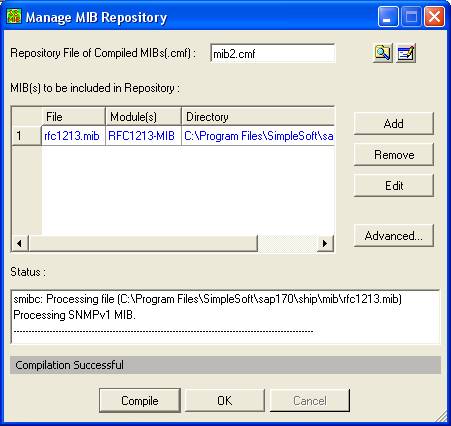 Manage MIB Repository
Repository File of Compiled MIBs(.cmf) : mib2.cmf
MIB(s) to be included in Repository :
File Module(s) Directory
1 rfc1213.mib RFC1213-MIB C:\Program Files\SimpleSoft\sa
Add
Remove
Edit
Advanced...
Status :
smibc: Processing file (C:\Program Files\SimpleSoft\sap170\ship\mib\rfc1213.mib)
Processing SNMPv1 MIB.
--------------------------------------------------------------------------------
Compilation Successful
Compile OK Cancel